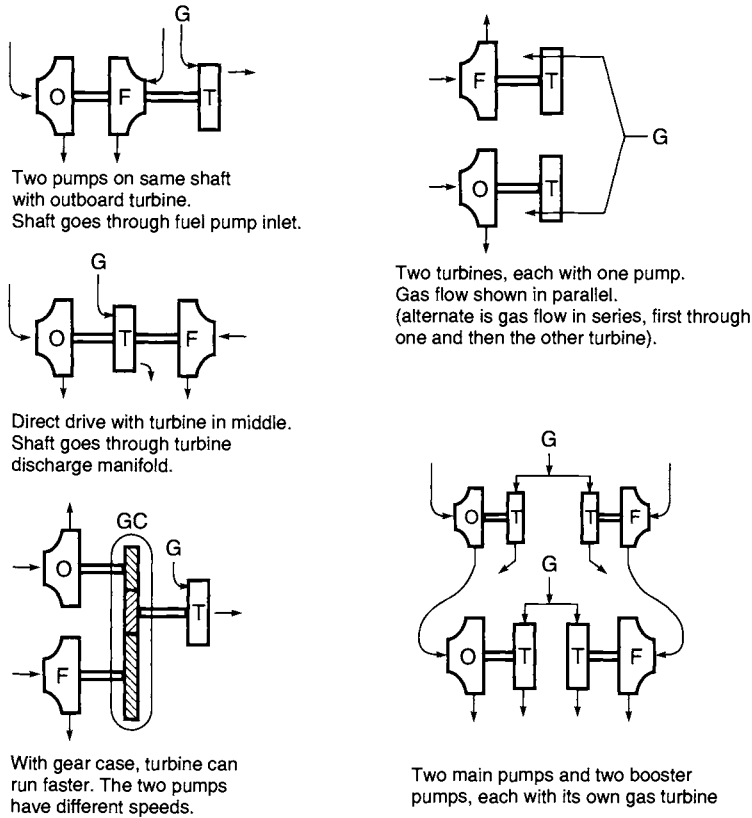 G
O F T
Two pumps on same shaft
with outboard turbine.
Shaft goes through fuel pump inlet.
G
O T F
Direct drive with turbine in middle.
Shaft goes through turbine
discharge manifold.
GC
G
O
T
F
With gear case, turbine can
run faster. The two pumps
have different speeds.
F T
G
O T
Two turbines, each with one pump.
Gas flow shown in parallel.
(alternate is gas flow in series, first through
one and then the other turbine).
G
O T T F
G
O T T F
Two main pumps and two booster
pumps, each with its own gas turbine